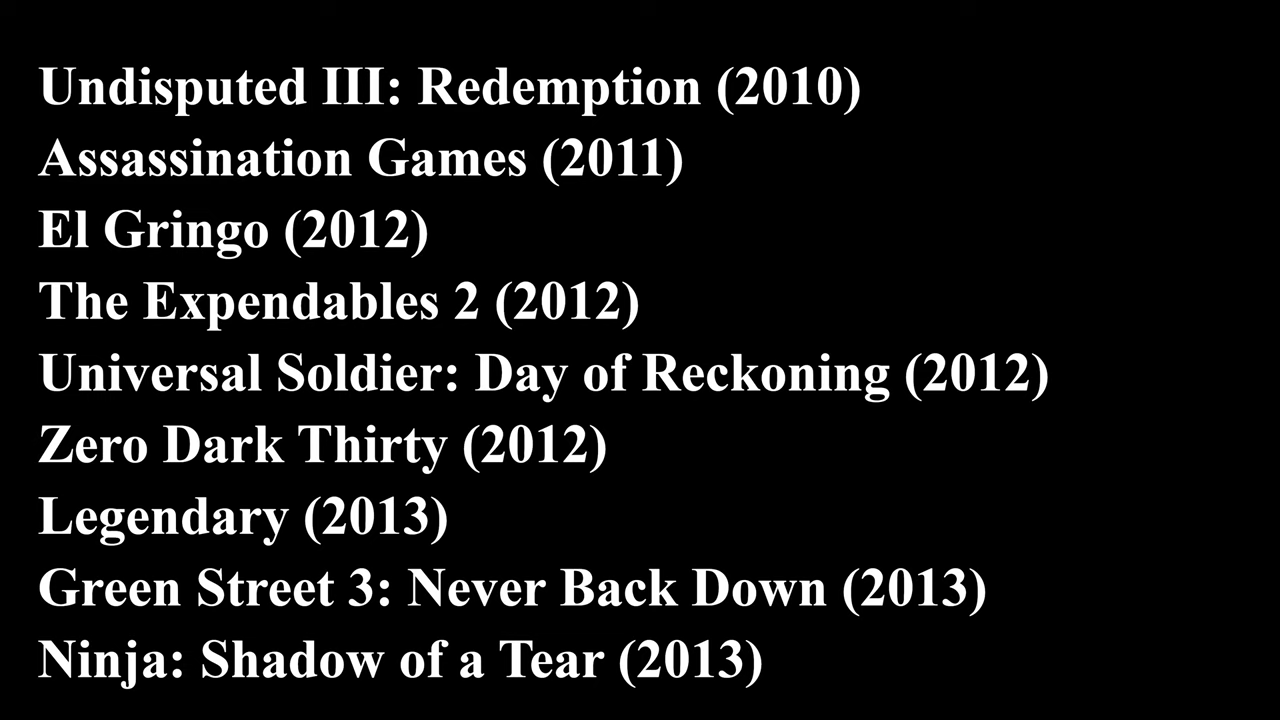 Undisputed III: Redemption (2010)
Assassination Games (2011)
El Gringo (2012)
The Expendables 2 (2012)
Universal Soldier: Day of Reckoning (2012)
Zero Dark Thirty (2012)
Legendary (2013)
Green Street 3: Never Back Down (2013)
Ninja: Shadow of a Tear (2013)